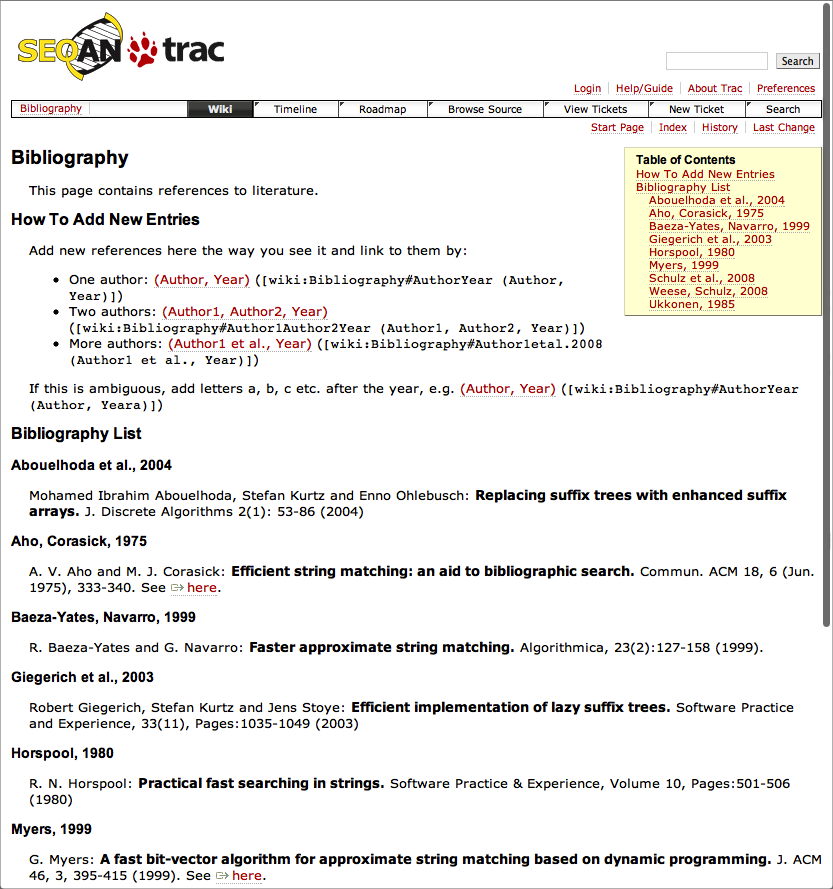 SEQAN trac
Search
Login Help/Guide About Trac Preferences
Bibliography Wiki Timeline Roadmap Browse Source View Tickets New Ticket Search
Start Page Index History Last Change
Bibliography
This page contains references to literature.
How To Add New Entries
Add new references here the way you see it and link to them by:
One author: (Author, Year) ([wiki:Bibliography#AuthorYear (Author,
Year)])
Two authors: (Author1, Author2, Year)
([wiki:Bibliography#Author1Author2Year (Author1, Author2, Year)])
More authors: (Author1 et al., Year) ([wiki:Bibliography#Author1etal.2008
(Author1 et al., Year)])
If this is ambiguous, add letters a, b, c etc. after the year, e.g. (Author, Year) ([wiki:Bibliography#AuthorYear
(Author, Yeara)])
Table of Contents
How To Add New Entries
Bibliography List
Abouelhoda et al., 2004
Aho, Corasick, 1975
Baeza-Yates, Navarro, 1999
Giegerich et al., 2003
Horspool, 1980
Myers, 1999
Schulz et al., 2008
Weese, Schulz, 2008
Ukkonen, 1985
Bibliography List
Abouelhoda et al., 2004
Mohamed Ibrahim Abouelhoda, Stefan Kurtz and Enno Ohlebusch: Replacing suffix trees with enhanced suffix
arrays. J. Discrete Algorithms 2(1): 53-86 (2004)
Aho, Corasick, 1975
A. V. Aho and M. J. Corasick: Efficient string matching: an aid to bibliographic search. Commun. ACM 18, 6 (Jun.
1975), 333-340. See here.
Baeza-Yates, Navarro, 1999
R. Baeza-Yates and G. Navarro: Faster approximate string matching. Algorithmica, 23(2):127-158 (1999).
Giegerich et al., 2003
Robert Giegerich, Stefan Kurtz and Jens Stoye: Efficient implementation of lazy suffix trees. Software Practice
and Experience, 33(11), Pages:1035-1049 (2003)
Horspool, 1980
R. N. Horspool: Practical fast searching in strings. Software Practice & Experience, Volume 10, Pages:501-506
(1980)
Myers, 1999
G. Myers: A fast bit-vector algorithm for approximate string matching based on dynamic programming. J. ACM
46, 3, 395-415 (1999). See here.